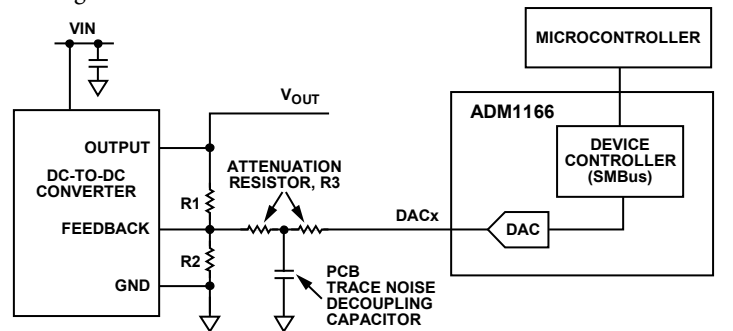 VIN
MICROCONTROLLER
VOUT
ADM1166
OUTPUT
DC-TO-DC
CONVERTER
ATTENUATION
RESISTOR, R3
DEVICE
CONTROLLER
(SMBus)
R1
FEEDBACK
DACx
DAC
R2
GND
PCB
TRACE NOISE
DECOUPLING
CAPACITOR